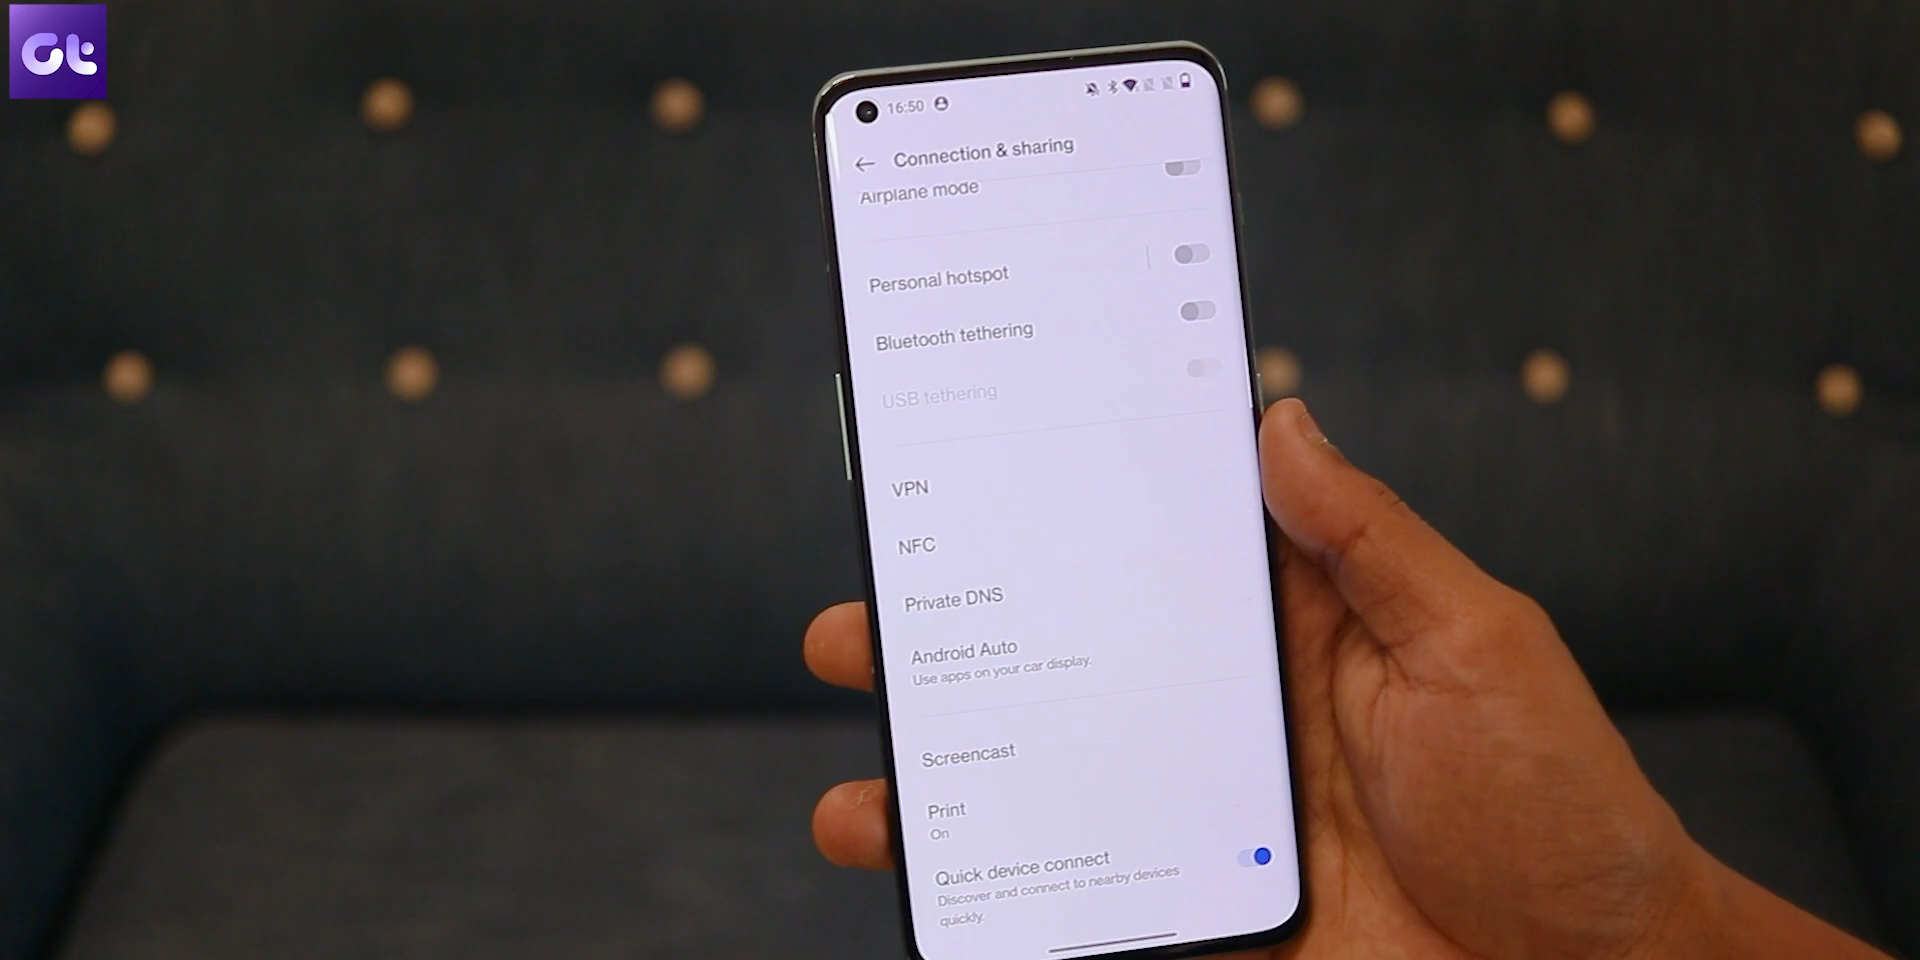 Gt
16:50
Connection & sharing
Airplane mode
Personal hotspot
Bluetooth tethering
USB tethering
VPN
NFC
Private DNS
Android Auto
Use apps on your car display.
Screencast
Print
On
Quick device connect
Discover and connect to nearby devices
quickly.